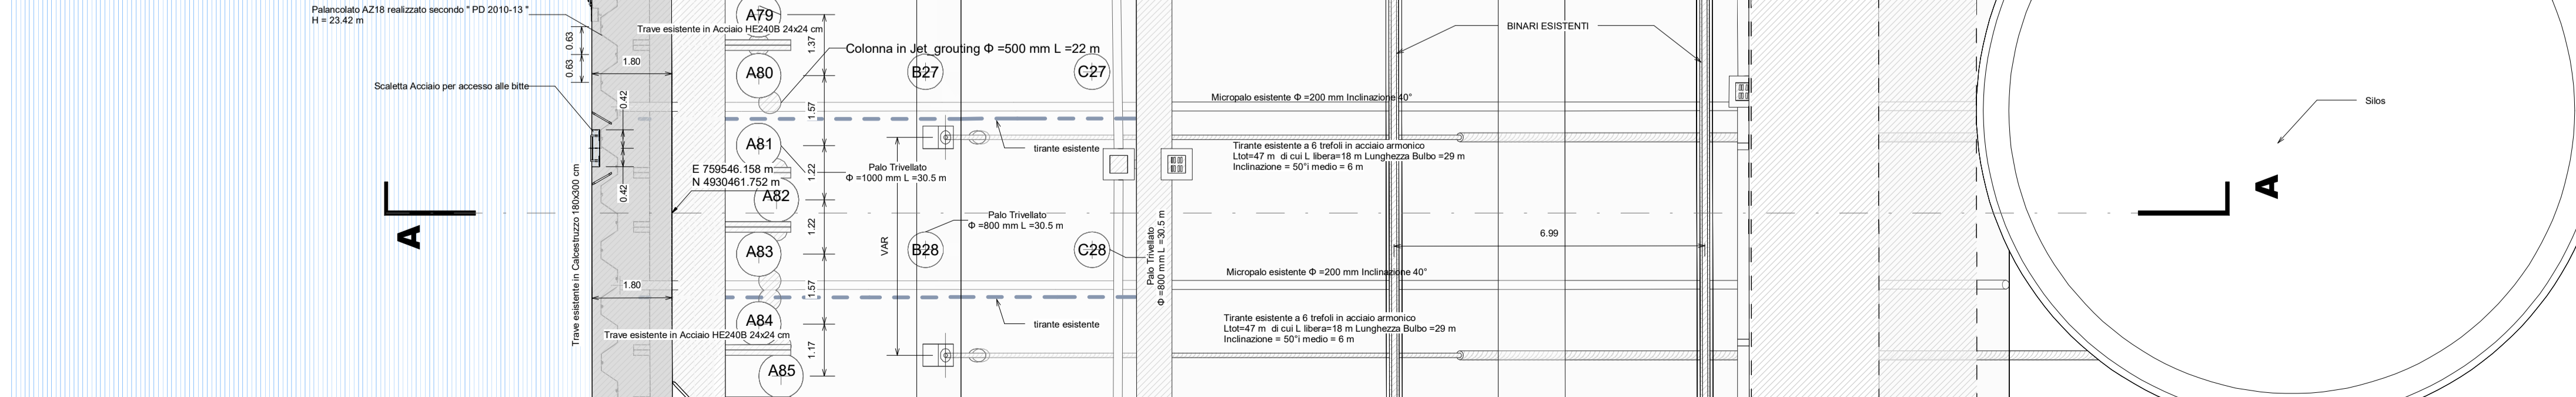 Palancolato AZ18 realizzato secondo " PD 2010-13 "
H = 23.42 m
Scaletta Acciaio per accesso alle bitte
A
Trave esistente in Calcestruzzo 180x300 cm
0.63
0.63
1.80
0.42
0.42
1.80
Trave esistente in Acciaio HE240B 24x24 cm
E 759546.158 m
N 4930461.752 m
Trave esistente in Acciaio HE240B 24x24 cm
A79
A80
A81
A82
A83
A84
A85
1.37
1.57
1.22
1.22
1.57
1.17
Colonna in Jet grouting Φ =500 mm L =22 m
B27
C27
tirante esistente
Palo Trivellato
Φ =1000 mm L =30.5 m
Palo Trivellato
Φ =800 mm L =30.5 m
VAR
B28
C28
Palo Trivellato
Φ =800 mm L =30.5 m
tirante esistente
BINARI ESISTENTI
Micropalo esistente Φ =200 mm Inclinazione 40°
Tirante esistente a 6 trefoli in acciaio armonico
Ltot=47 m di cui L libera=18 m Lunghezza Bulbo =29 m
Inclinazione = 50°i medio = 6 m
6.99
Micropalo esistente Φ =200 mm Inclinazione 40°
Tirante esistente a 6 trefoli in acciaio armonico
Ltot=47 m di cui L libera=18 m Lunghezza Bulbo =29 m
Inclinazione = 50°i medio = 6 m
A
Silos